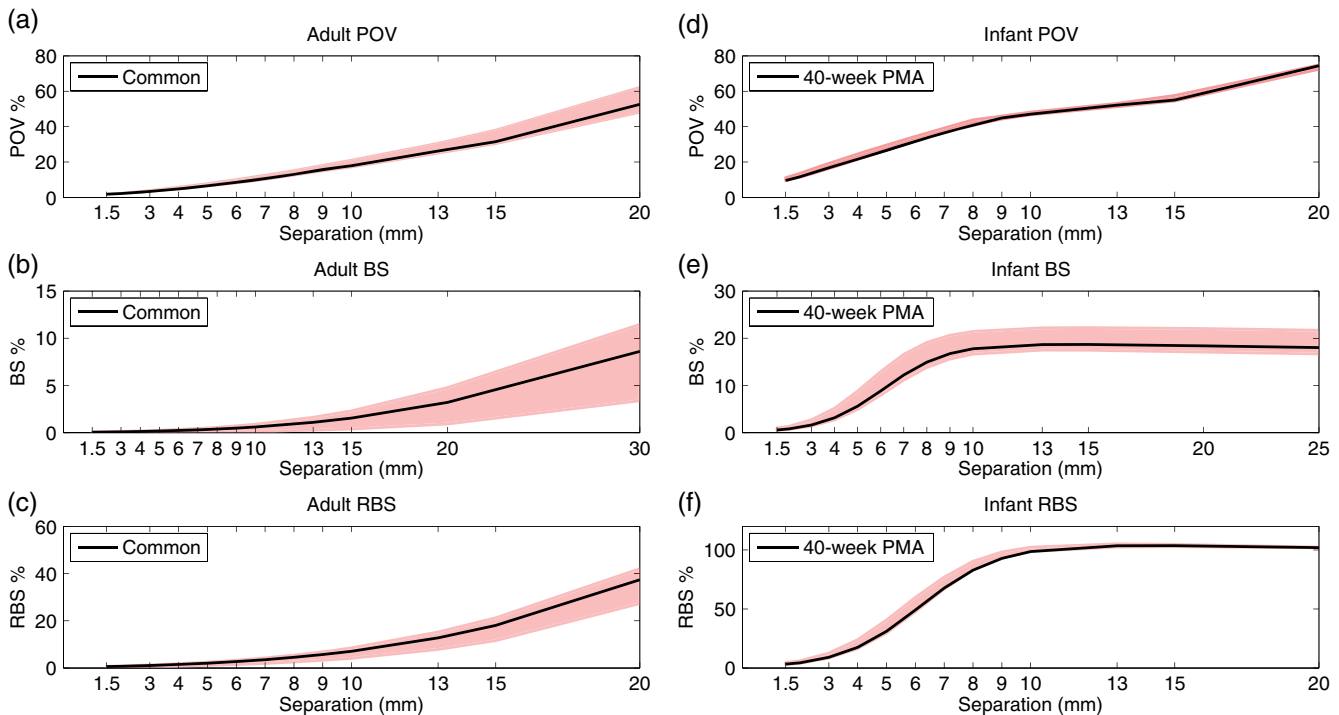 (a)
Adult POV
POV %
80
60
40
20
0
Common
1.5 3 4 5 6 7 8 9 10 13 15 20
Separation (mm)
(b)
Adult BS
BS %
15
10
5
0
Common
1.5 3 4 5 6 7 8 9 10 13 15 20 30
Separation (mm)
(c)
Adult RBS
RBS %
60
40
20
0
Common
1.5 3 4 5 6 7 8 9 10 13 15 20
Separation (mm)
(d)
Infant POV
POV %
80
60
40
20
0
40-week PMA
1.5 3 4 5 6 7 8 9 10 13 15 20
Separation (mm)
(e)
Infant BS
BS %
30
20
10
0
40-week PMA
1.5 3 4 5 6 7 8 9 10 13 15 20 25
Separation (mm)
(f)
Infant RBS
RBS %
100
50
0
40-week PMA
1.5 3 4 5 6 7 8 9 10 13 15 20
Separation (mm)